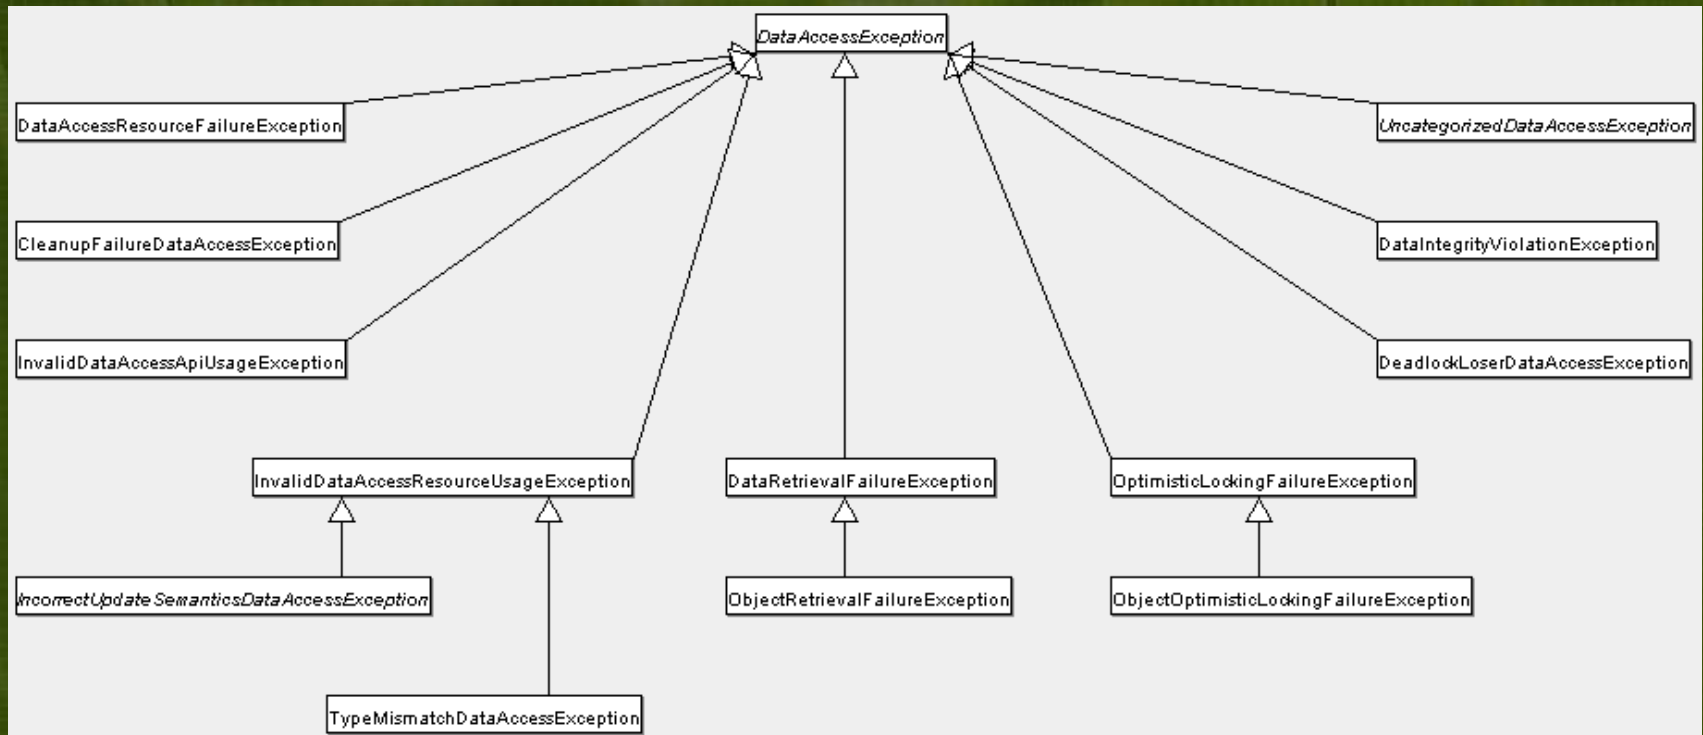 DataAccessException
DataAccessResourceFailureException
UncategorizedDataAccessException
CleanupFailureDataAccessException
DataIntegrityViolationException
InvalidDataAccessApiUsageException
DeadlockLoserDataAccessException
InvalidDataAccessResourceUsageException
DataRetrievalFailureException
OptimisticLockingFailureException
IncorrectUpdateSemanticsDataAccessException
ObjectRetrievalFailureException
ObjectOptimisticLockingFailureException
TypeMismatchDataAccessException